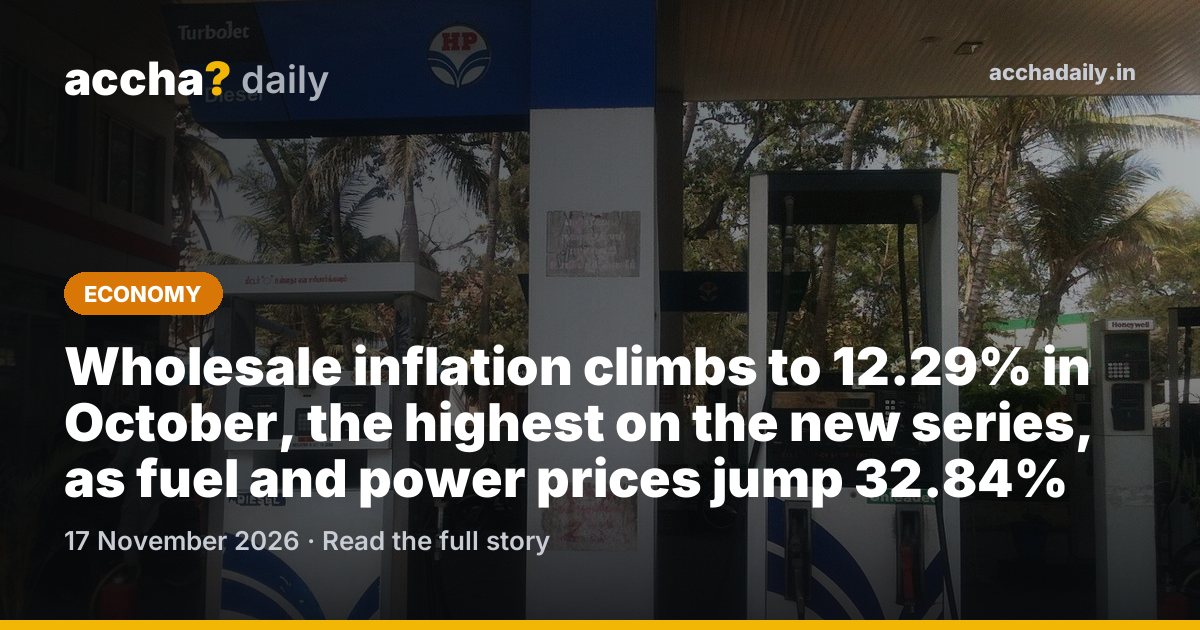 TurboJet
HP
accha? daily
Diesel
acchadaily.in
ECONOMY
Honeywell
Wholesale inflation climbs to 12.29% in
October, the highest on the new series,
as fuel and power prices jump 32.84%
17 November 2026 · Read the full story